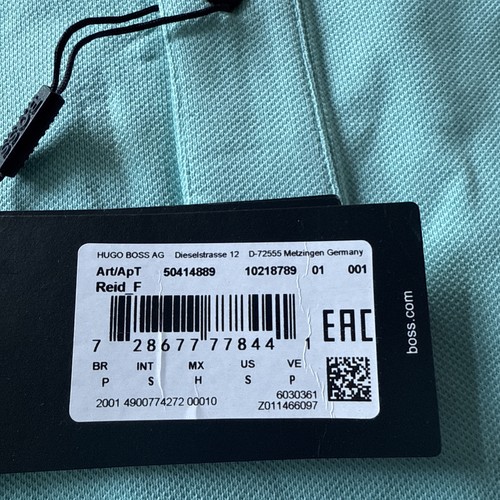 BOSS
HUGO BOSS AG Dieselstrasse 12 D-72555 Metzingen Germany
Art/ApT 50414889 10218789 01 001
Reid_F
7 28677 77844 1
EAC
BR INT MX US VE
P S H S P
6030361
2001 4900774272 00010 Z011466097
boss.com